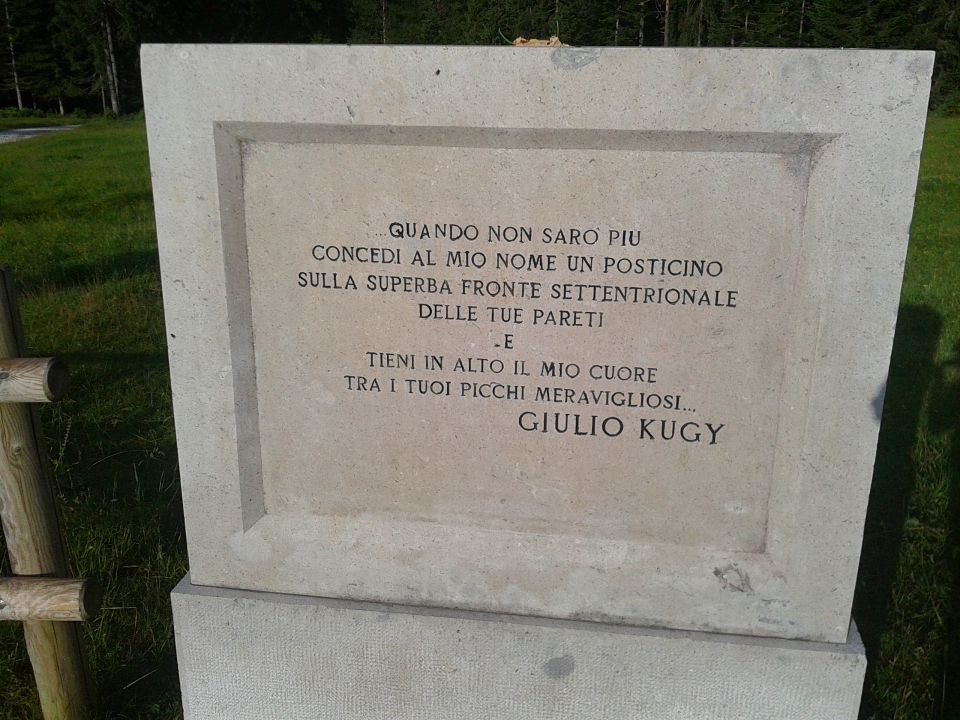 ...QUANDO NON SARO' PIU
CONCEDI AL MIO NOME UN POSTICINO
SULLA SUPERBA FRONTE SETTENTRIONALE
DELLE TUE PARETI
E
TIENI IN ALTO IL MIO CUORE
TRA I TUOI PICCHI MERAVIGLIOSI...
GIULIO KUGY